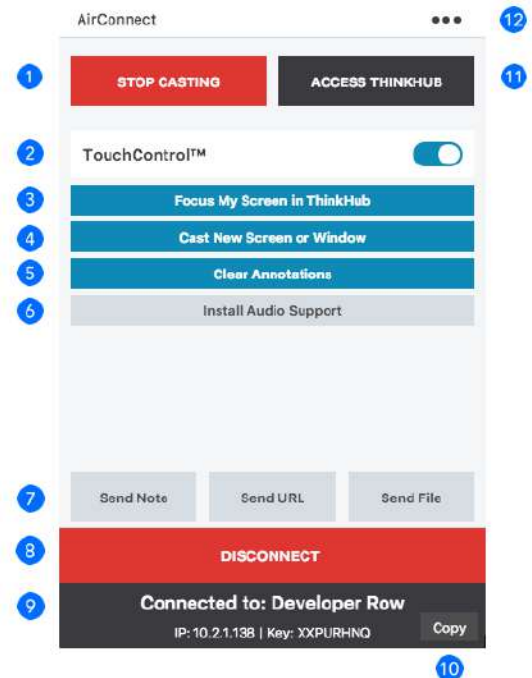 AirConnect
12
1
STOP CASTING
ACCESS THINKHUB
11
2
TouchControl™
3
Focus My Screen in ThinkHub
4
Cast New Screen or Window
5
Clear Annotations
6
Install Audio Support
7
Send Note
Send URL
Send File
8
DISCONNECT
9
Connected to: Developer Row
IP: 10.2.1.138 | Key: XXPURHNQ
Copy
10